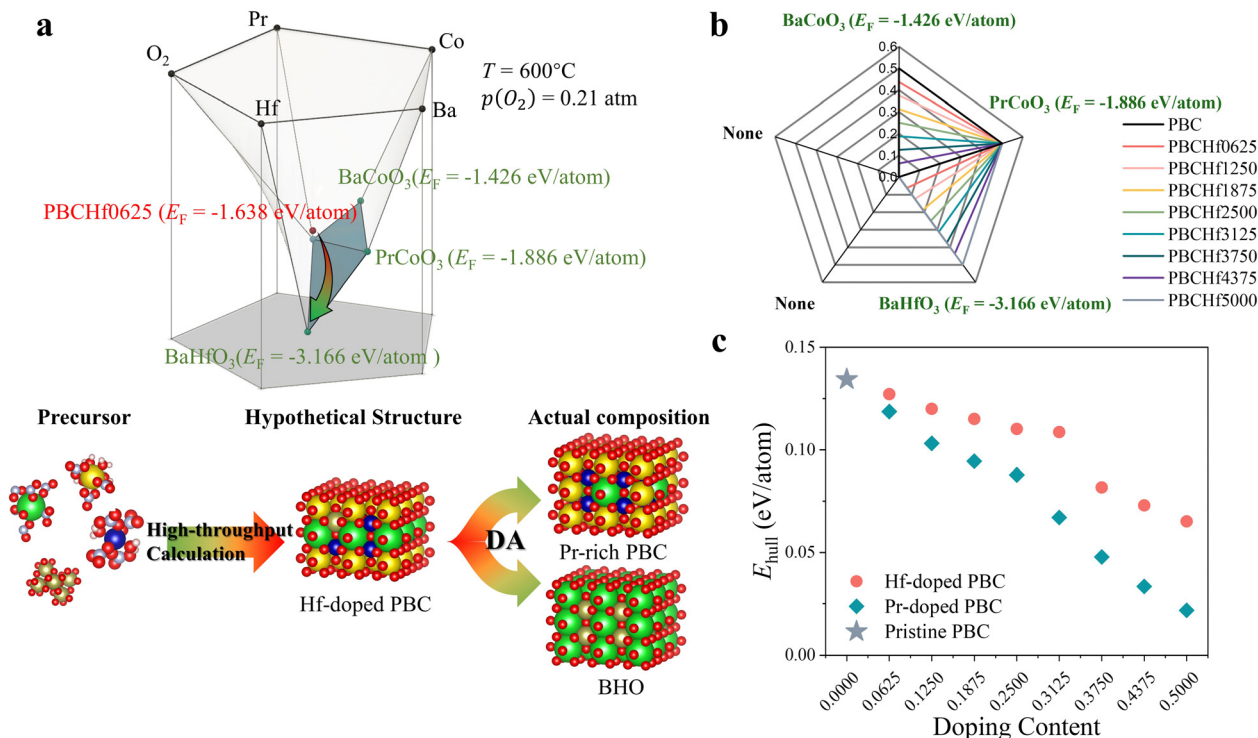 a
Pr
O2
Co
Hf
Ba
T = 600°C
p(O2) = 0.21 atm
BaCoO3(EF = -1.426 eV/atom)
PBCHf0625 (EF = -1.638 eV/atom)
PrCoO3 (EF = -1.886 eV/atom)
BaHfO3(EF = -3.166 eV/atom )
Precursor
Hypothetical Structure
Actual composition
High-throughput
Calculation
Hf-doped PBC
DA
Pr-rich PBC
BHO
b
BaCoO3 (EF = -1.426 eV/atom)
0.6
0.5
0.4
0.3
0.2
0.1
0.0
PrCoO3 (EF = -1.886 eV/atom)
None
None
BaHfO3 (EF = -3.166 eV/atom)
PBC
PBCHf0625
PBCHf1250
PBCHf1875
PBCHf2500
PBCHf3125
PBCHf3750
PBCHf4375
PBCHf5000
c
0.15
0.10
0.05
0.00
Ehull (eV/atom)
Hf-doped PBC
Pr-doped PBC
Pristine PBC
0.0000
0.0625
0.1250
0.1875
0.2500
0.3125
0.3750
0.4375
0.5000
Doping Content